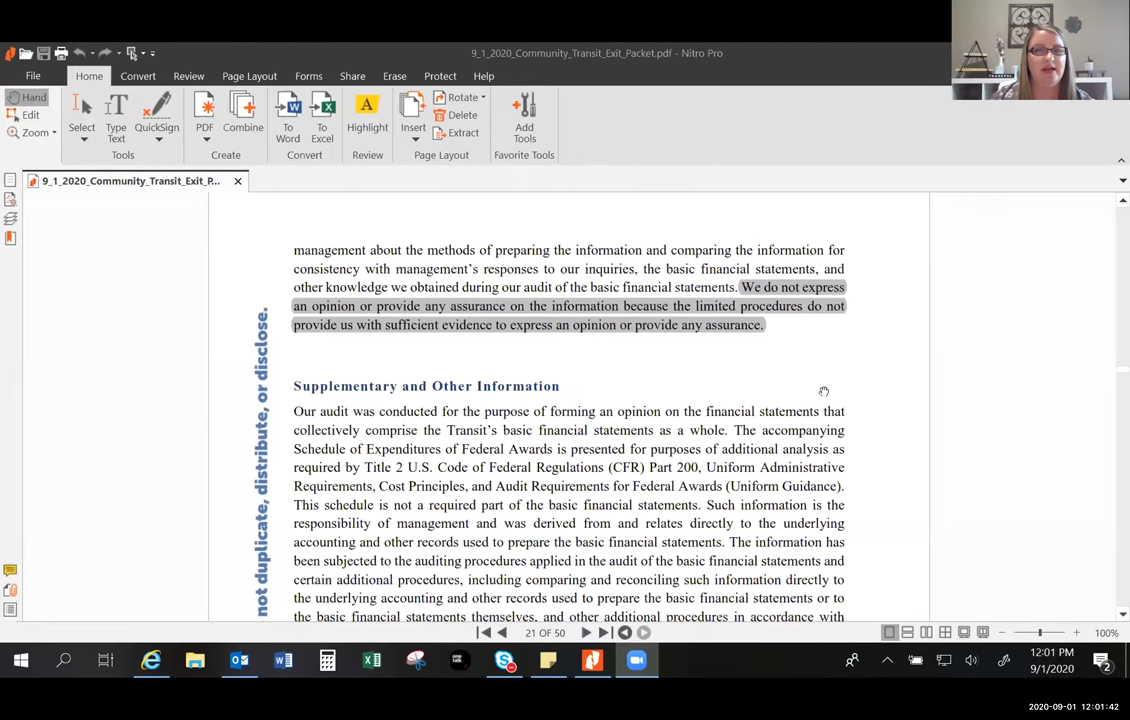 9_1_2020_Community_Transit_Exit_Packet.pdf - Nitro Pro
File Home Convert Review Page Layout Forms Share Erase Protect Help
Hand
Edit
Zoom
Select
Type Text
QuickSign
Tools
PDF
Combine
Create
To Word
To Excel
Convert
A
Highlight
Review
Insert
Rotate
Delete
Extract
Page Layout
Add Tools
Favorite Tools
9_1_2020_Community_Transit_Exit_P...
management about the methods of preparing the information and comparing the information for
consistency with management's responses to our inquiries, the basic financial statements, and
other knowledge we obtained during our audit of the basic financial statements. We do not express
an opinion or provide any assurance on the information because the limited procedures do not
provide us with sufficient evidence to express an opinion or provide any assurance.
not duplicate, distribute, or disclose.
Supplementary and Other Information
Our audit was conducted for the purpose of forming an opinion on the financial statements that
collectively comprise the Transit's basic financial statements as a whole. The accompanying
Schedule of Expenditures of Federal Awards is presented for purposes of additional analysis as
required by Title 2 U.S. Code of Federal Regulations (CFR) Part 200, Uniform Administrative
Requirements, Cost Principles, and Audit Requirements for Federal Awards (Uniform Guidance).
This schedule is not a required part of the basic financial statements. Such information is the
responsibility of management and was derived from and relates directly to the underlying
accounting and other records used to prepare the basic financial statements. The information has
been subjected to the auditing procedures applied in the audit of the basic financial statements and
certain additional procedures, including comparing and reconciling such information directly to
the underlying accounting and other records used to prepare the basic financial statements or to
the basic financial statements themselves, and other additional procedures in accordance with
21 OF 50
100%
12:01 PM
9/1/2020
2
2020-09-01 12:01:42